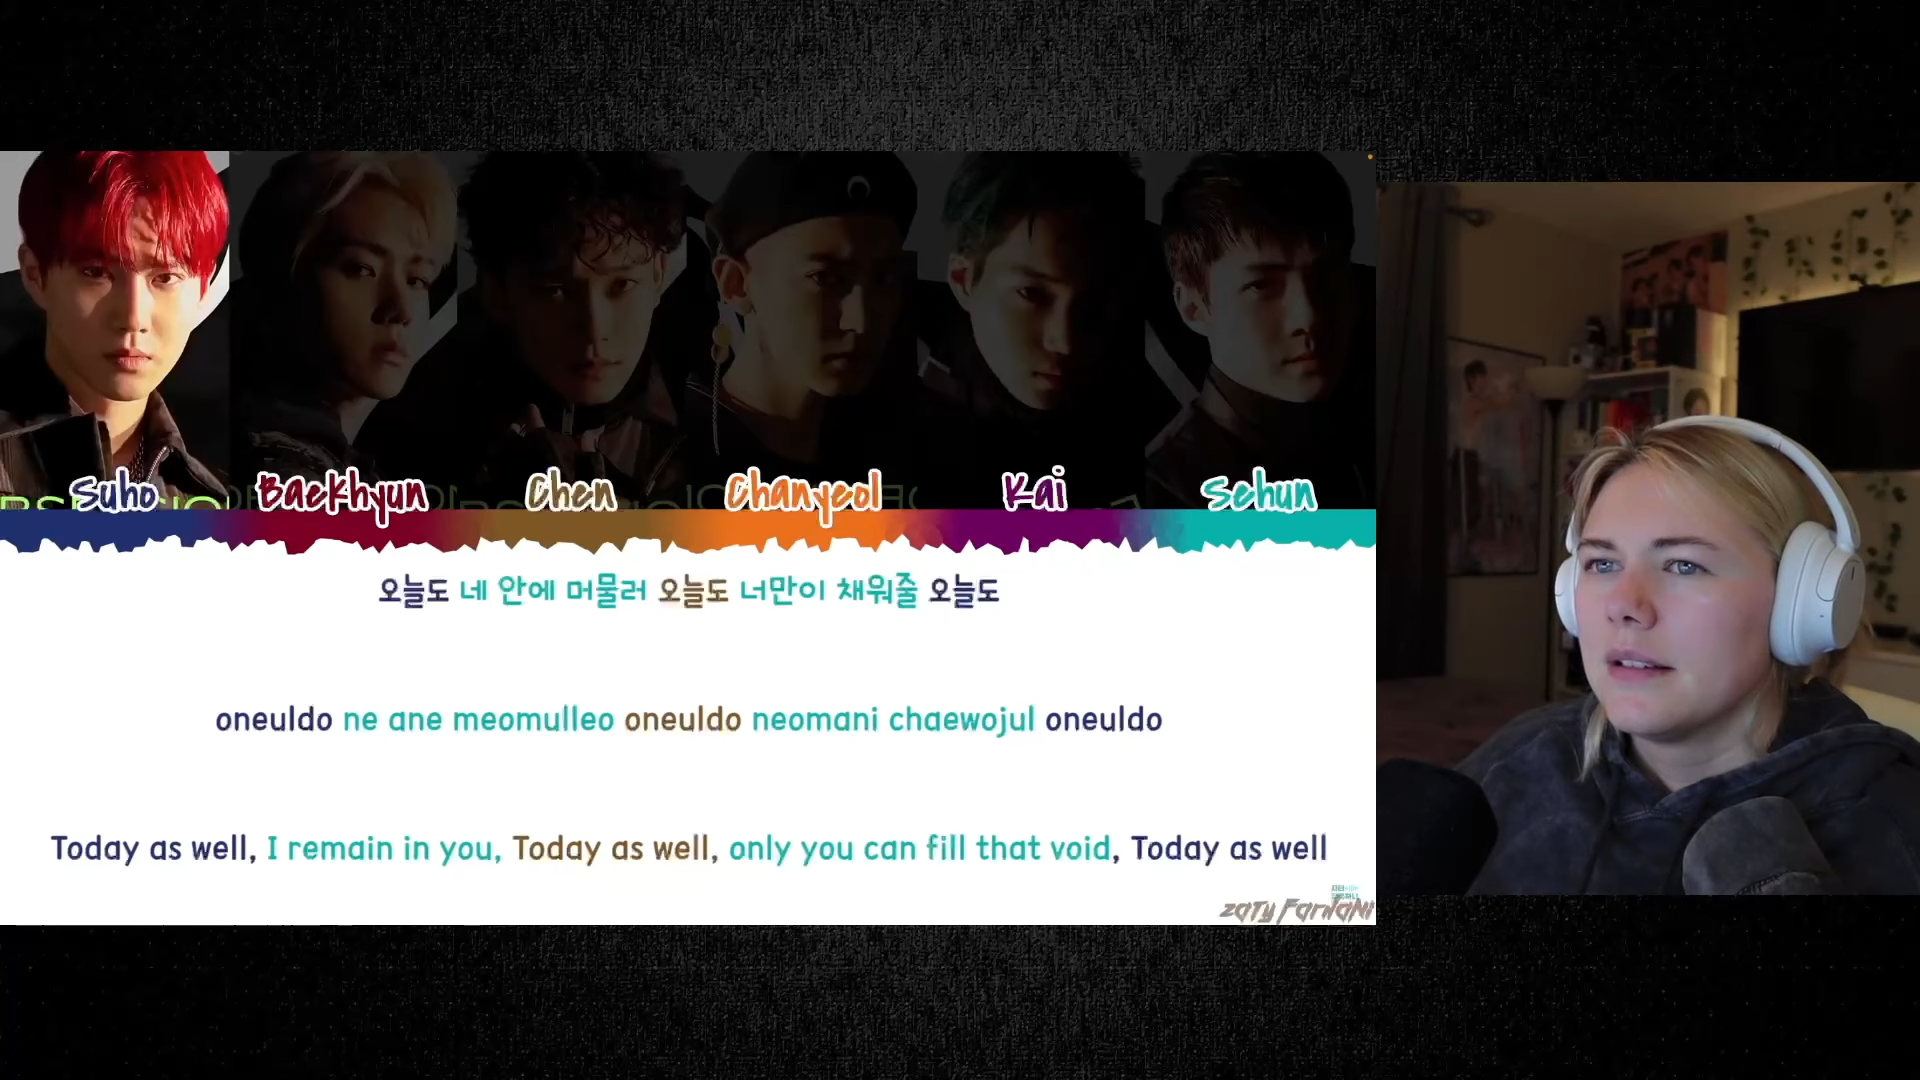 Suho Baekhyun Chen Chanyeol Kai Sehun
오늘도 네 안에 머물러 오늘도 너만이 채워줄 오늘도
oneuldo ne ane meomulleo oneuldo neomani chaewojul oneuldo
Today as well, I remain in you, Today as well, only you can fill that void, Today as well
Zaty Farhani